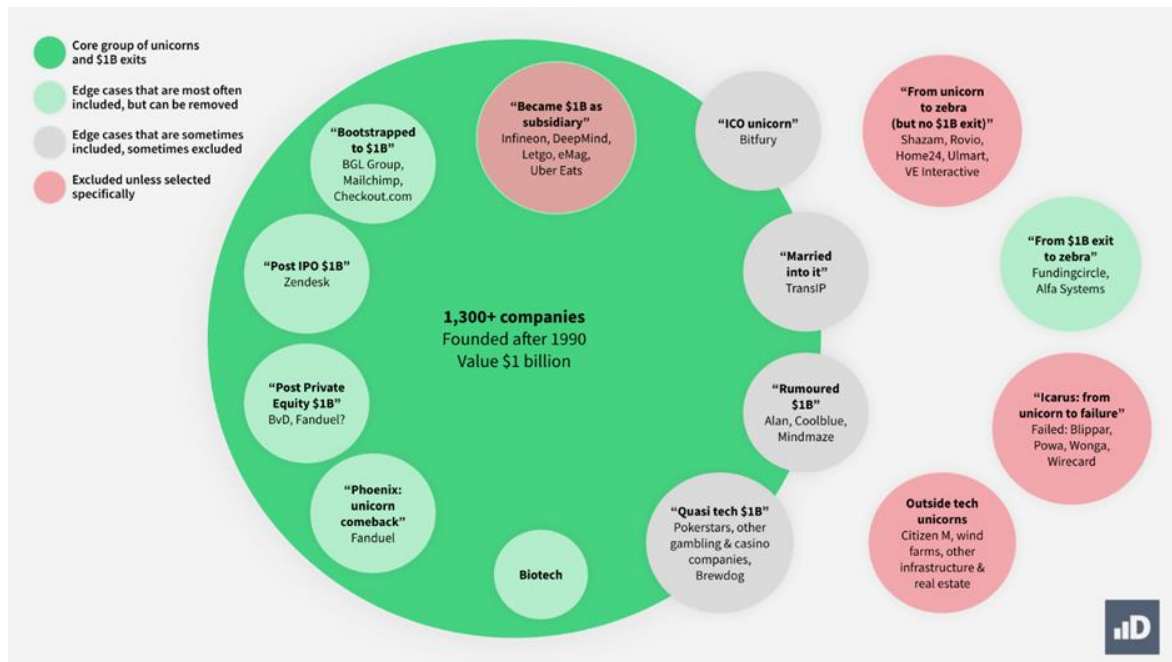 Core group of unicorns
and $1B exits
Edge cases that are most often
included, but can be removed
Edge cases that are sometimes
included, sometimes excluded
Excluded unless selected
specifically
“Bootstrapped
to $1B”
BGL Group,
Mailchimp,
Checkout.com
“Became $1B as
subsidiary”
Infineon, DeepMind,
Letgo, eMag,
Uber Eats
“ICO unicorn”
Bitfury
“From unicorn
to zebra
(but no $1B exit)”
Shazam, Rovio,
Home24, Ulmart,
VE Interactive
“Post IPO $1B”
Zendesk
“Married
into it”
TransIP
“From $1B exit
to zebra”
Fundingcircle,
Alfa Systems
1,300+ companies
Founded after 1990
Value $1 billion
“Post Private
Equity $1B”
BvD, Fanduel?
“Rumoured
$1B”
Alan, Coolblue,
Mindmaze
“Icarus: from
unicorn to failure”
Failed: Blippar,
Powa, Wonga,
Wirecard
“Phoenix:
unicorn
comeback”
Fanduel
Biotech
“Quasi tech $1B”
Pokerstars, other
gambling & casino
companies,
Brewdog
Outside tech
unicorns
Citizen M, wind
farms, other
infrastructure &
real estate
D